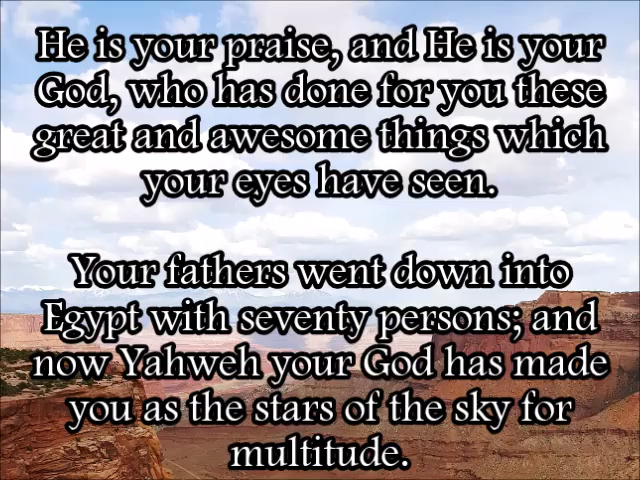 He is your praise, and He is your
God, who has done for you these
great and awesome things which
your eyes have seen.
Your fathers went down into
Egypt with seventy persons; and
now Yahweh your God has made
you as the stars of the sky for
multitude.